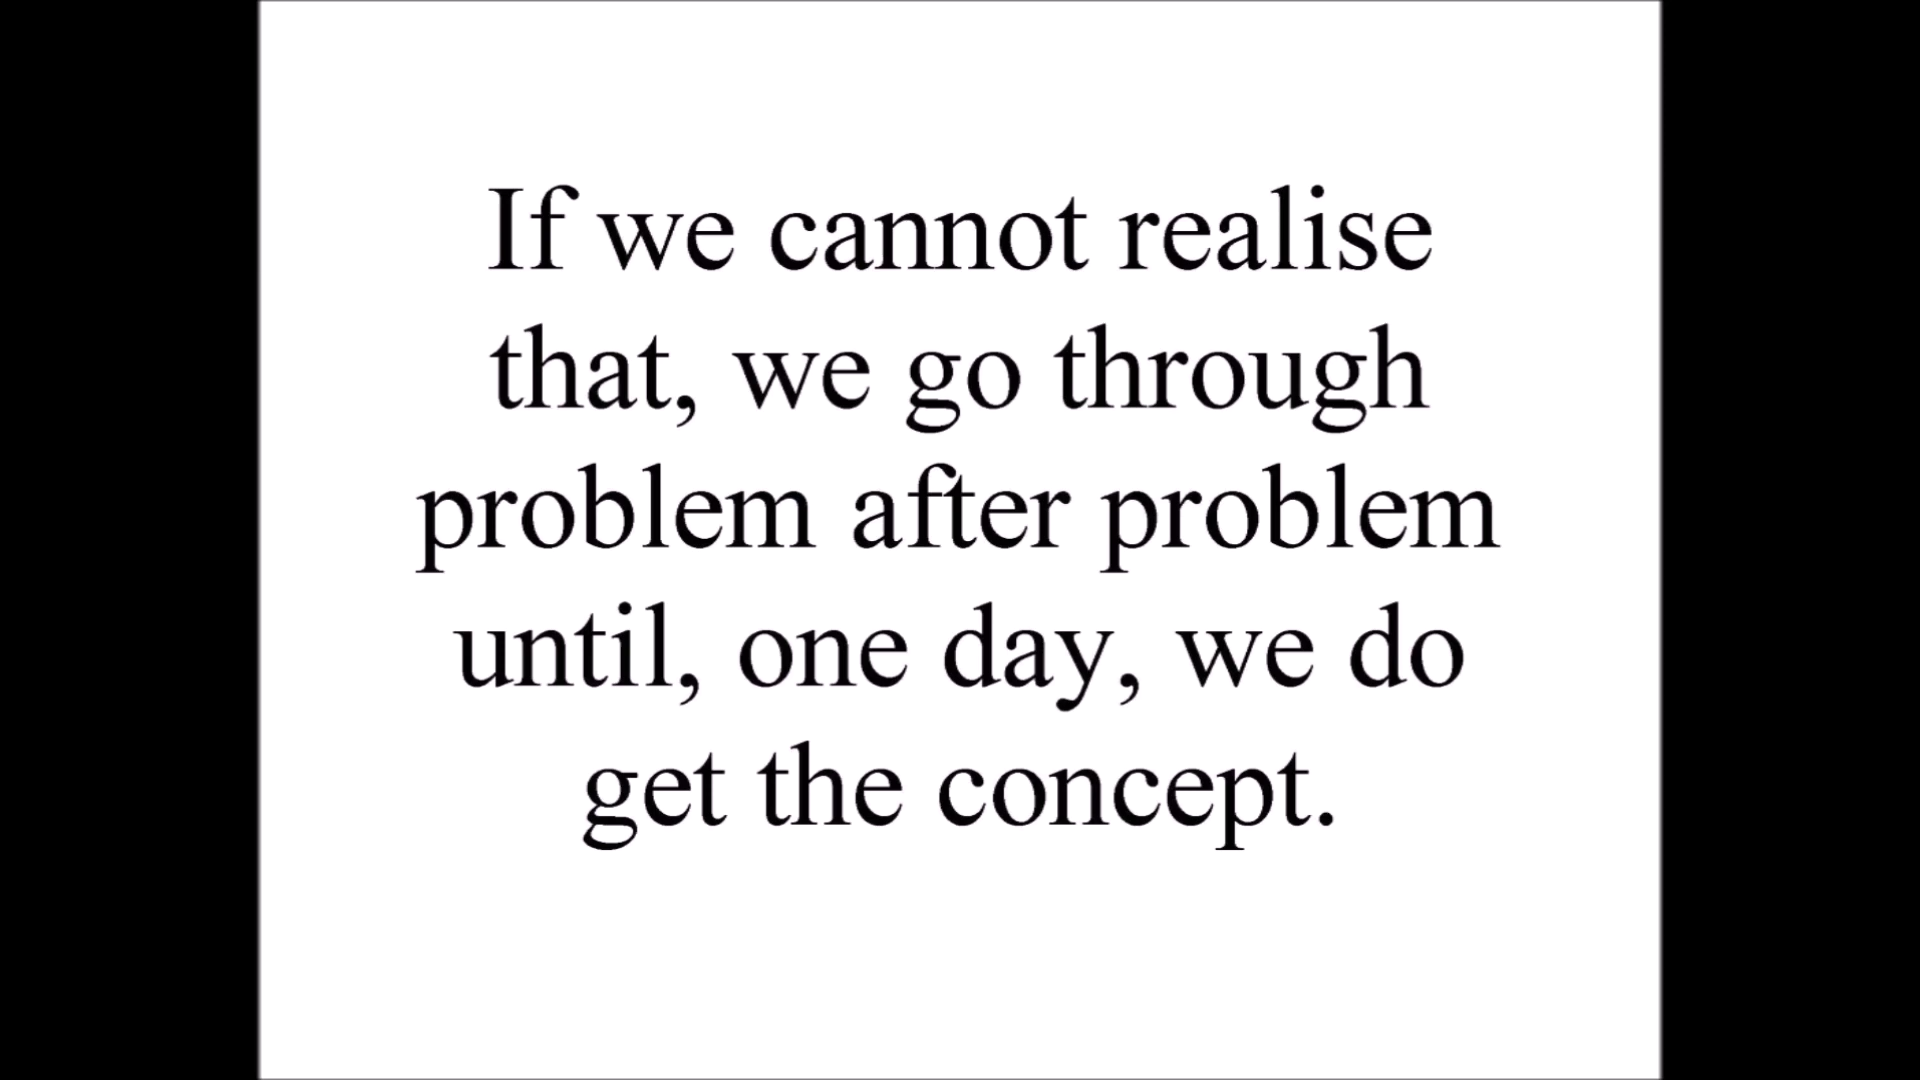 If we cannot realise
that, we go through
problem after problem
until, one day, we do
get the concept.